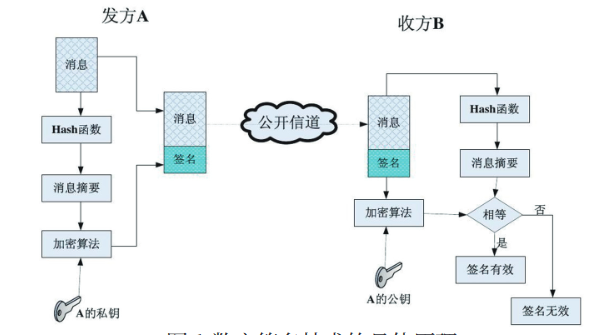 发方A
收方B
消息
Hash函数
消息摘要
加密算法
A的私钥
消息
签名
公开信道
消息
签名
加密算法
A的公钥
Hash函数
消息摘要
相等
否
是
签名有效
签名无效